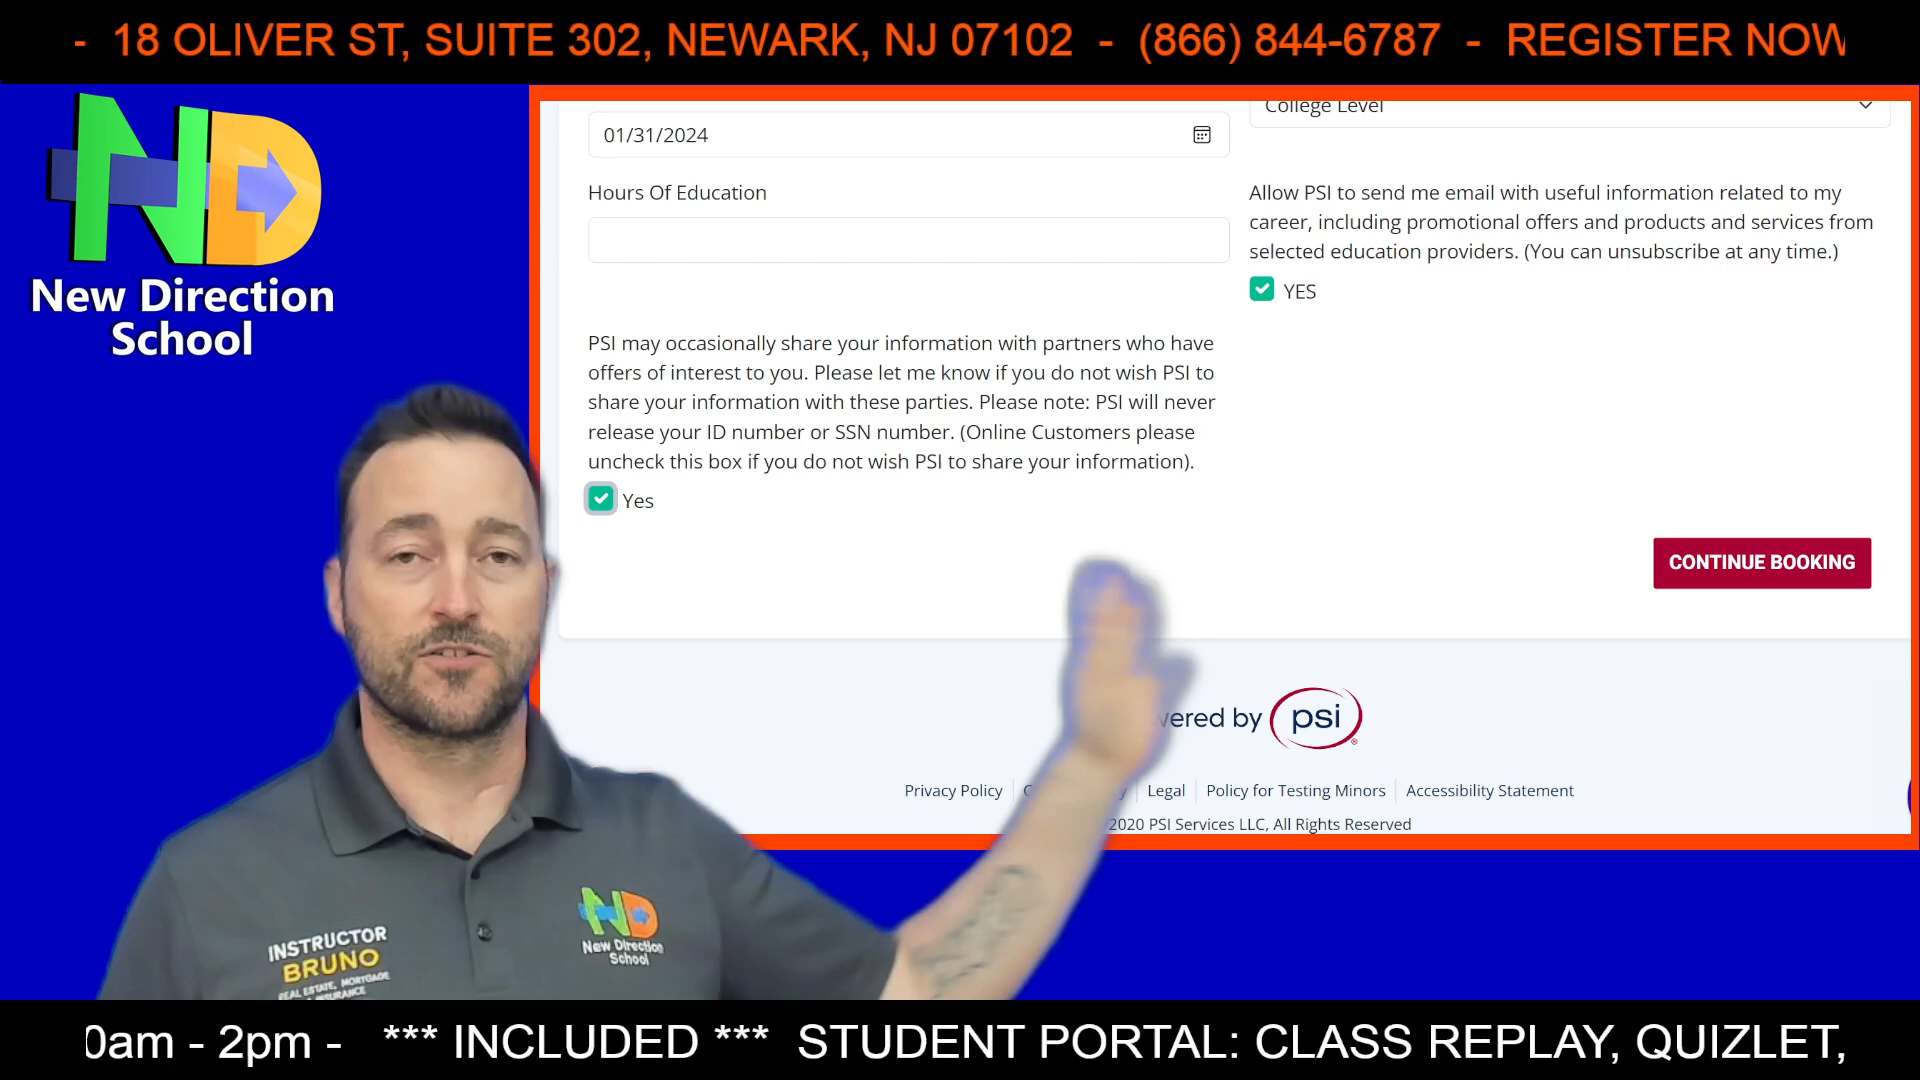 - 18 OLIVER ST, SUITE 302, NEWARK, NJ 07102 - (866) 844-6787 - REGISTER NOW
New Direction
School
College Level
01/31/2024
Hours Of Education
Allow PSI to send me email with useful information related to my
career, including promotional offers and products and services from
selected education providers. (You can unsubscribe at any time.)
YES
PSI may occasionally share your information with partners who have
offers of interest to you. Please let me know if you do not wish PSI to
share your information with these parties. Please note: PSI will never
release your ID number or SSN number. (Online Customers please
uncheck this box if you do not wish PSI to share your information).
Yes
CONTINUE BOOKING
by psi
Privacy Policy
Legal
Policy for Testing Minors
Accessibility Statement
2020 PSI Services LLC, All Rights Reserved
INSTRUCTOR
BRUNO
REAL ESTATE, MORTGAGE
& INSURANCE
ND
New Direction
School
0am - 2pm - *** INCLUDED *** STUDENT PORTAL: CLASS REPLAY, QUIZLET,